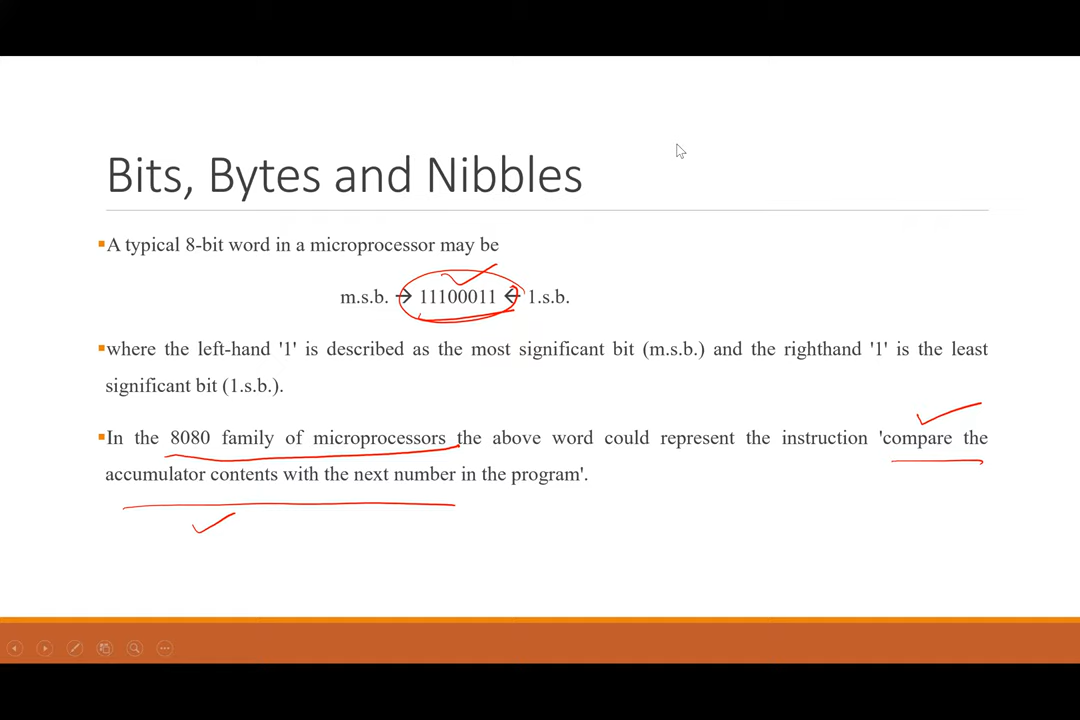 Bits, Bytes and Nibbles
A typical 8-bit word in a microprocessor may be
m.s.b. → 11100011 ← 1.s.b.
where the left-hand '1' is described as the most significant bit (m.s.b.) and the righthand '1' is the least
significant bit (1.s.b.).
In the 8080 family of microprocessors the above word could represent the instruction 'compare the
accumulator contents with the next number in the program'.